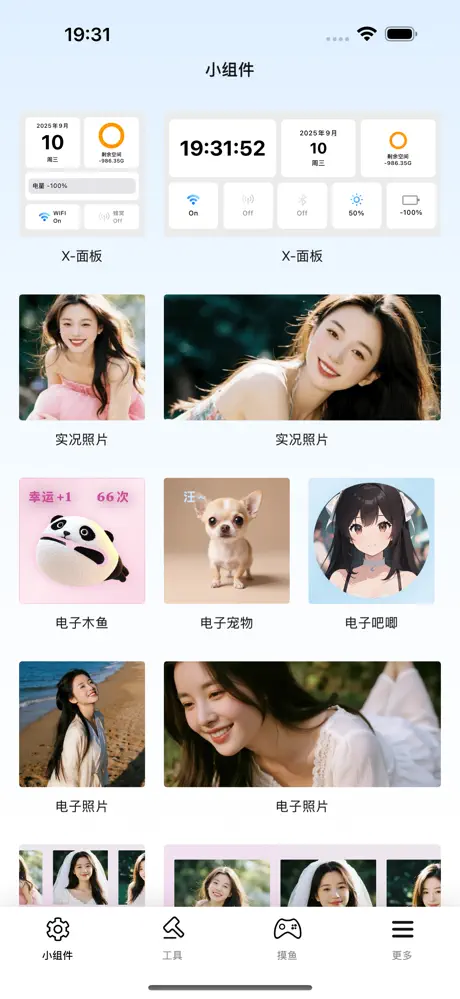 19:31
小组件
2025年9月
10
周三
剩余空间
-986.35G
电量 -100%
WIFI
On
蜂窝
Off
X-面板
19:31:52
2025年9月
10
周三
剩余空间
-986.35G
On
Off
Off
50%
-100%
X-面板
实况照片
实况照片
幸运+1 66次
汪~
电子木鱼
电子宠物
电子吧唧
电子照片
电子照片
小组件
工具
摸鱼
更多